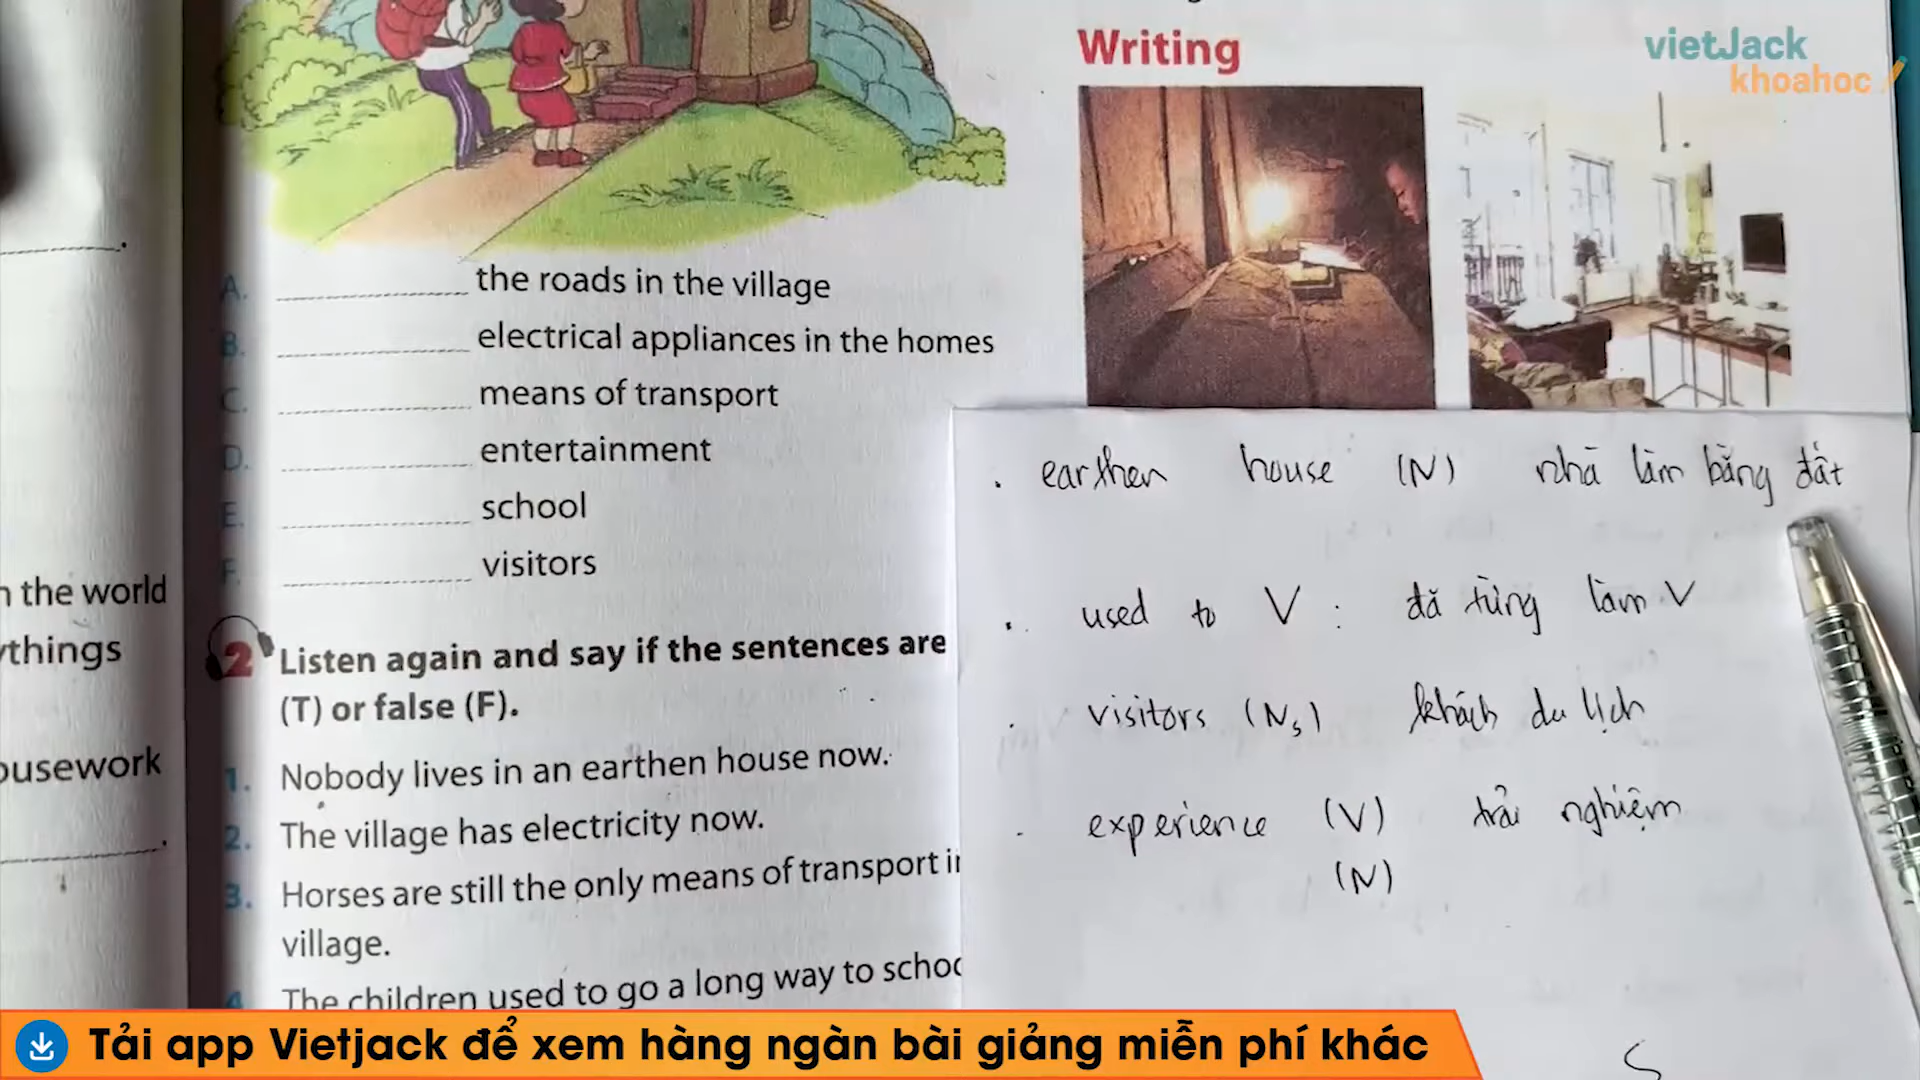 vietJack
khoahoc
Writing
A. the roads in the village
B. electrical appliances in the homes
C. means of transport
D. entertainment
E. school
F. visitors
2 Listen again and say if the sentences are
(T) or false (F).
1. Nobody lives in an earthen house now.
2. The village has electricity now.
3. Horses are still the only means of transport
village.
4. The children used to go a long way to
the world
things
. earthen house (N) nhà làm bằng đất
. used to V : đã từng làm V
. visitors (Ns) khách du lịch
. experience (V) trải nghiệm
(N)
Tải app Vietjack để xem hàng ngàn bài giảng miễn phí khác